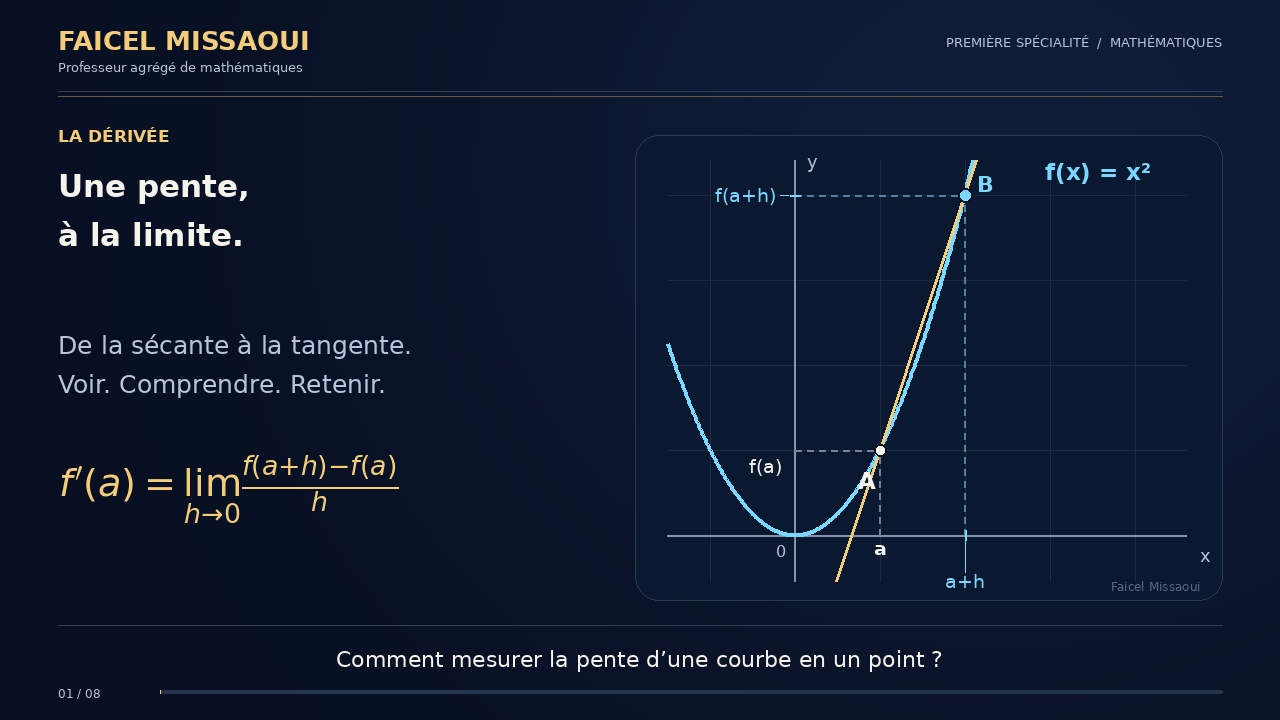 FAICEL MISSAOUI
Professeur agrégé de mathématiques
PREMIÈRE SPÉCIALITÉ / MATHÉMATIQUES
LA DÉRIVÉE
Une pente,
à la limite.
De la sécante à la tangente.
Voir. Comprendre. Retenir.
f′(a) = lim h→0 f(a+h)−f(a) / h
y
f(x) = x²
f(a+h)
B
f(a)
A
0
a
x
a+h
Faicel Missaoui
Comment mesurer la pente d’une courbe en un point ?
01 / 08